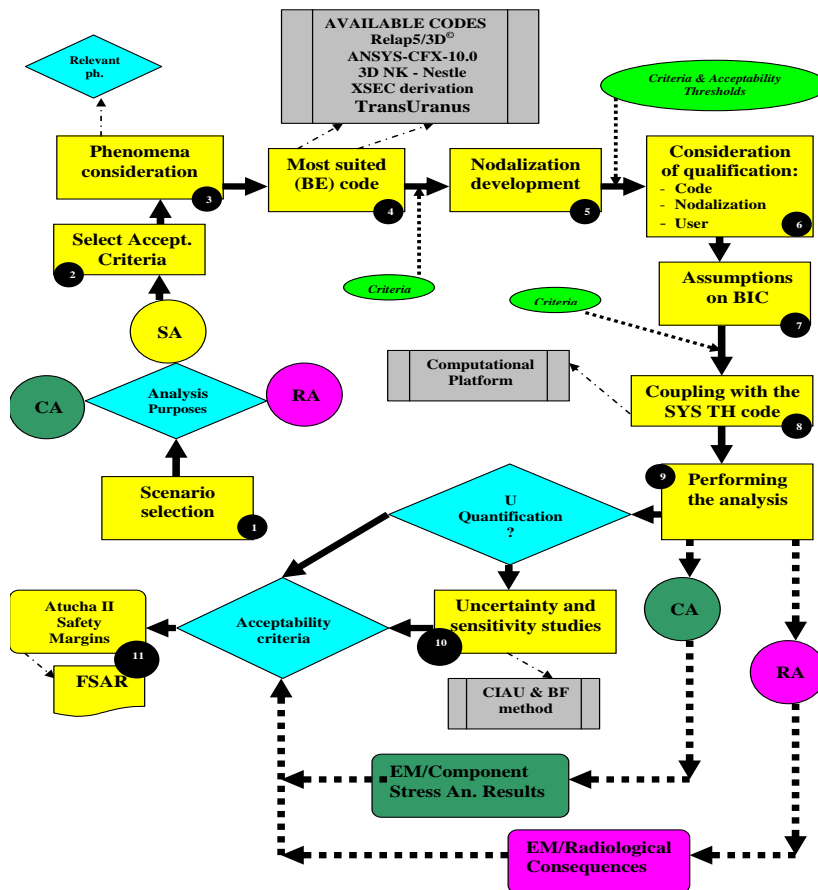 AVAILABLE CODES
Relap5/3D©
ANSYS-CFX-10.0
3D NK - Nestle
XSEC derivation
TransUranus
Relevant
ph.
Criteria & Acceptability
Thresholds
Phenomena
consideration
3
Most suited
(BE) code
4
Nodalization
development
5
Consideration
of qualification:
- Code
- Nodalization
- User
6
Select Accept.
Criteria
2
Criteria
Criteria
Assumptions
on BIC
7
SA
Computational
Platform
Coupling with the
SYS TH code
8
CA
Analysis
Purposes
RA
Scenario
selection
1
U
Quantification
?
9
Performing
the analysis
Atucha II
Safety
Margins
11
FSAR
Acceptability
criteria
Uncertainty and
sensitivity studies
10
CA
RA
CIAU & BF
method
EM/Component
Stress An. Results
EM/Radiological
Consequences